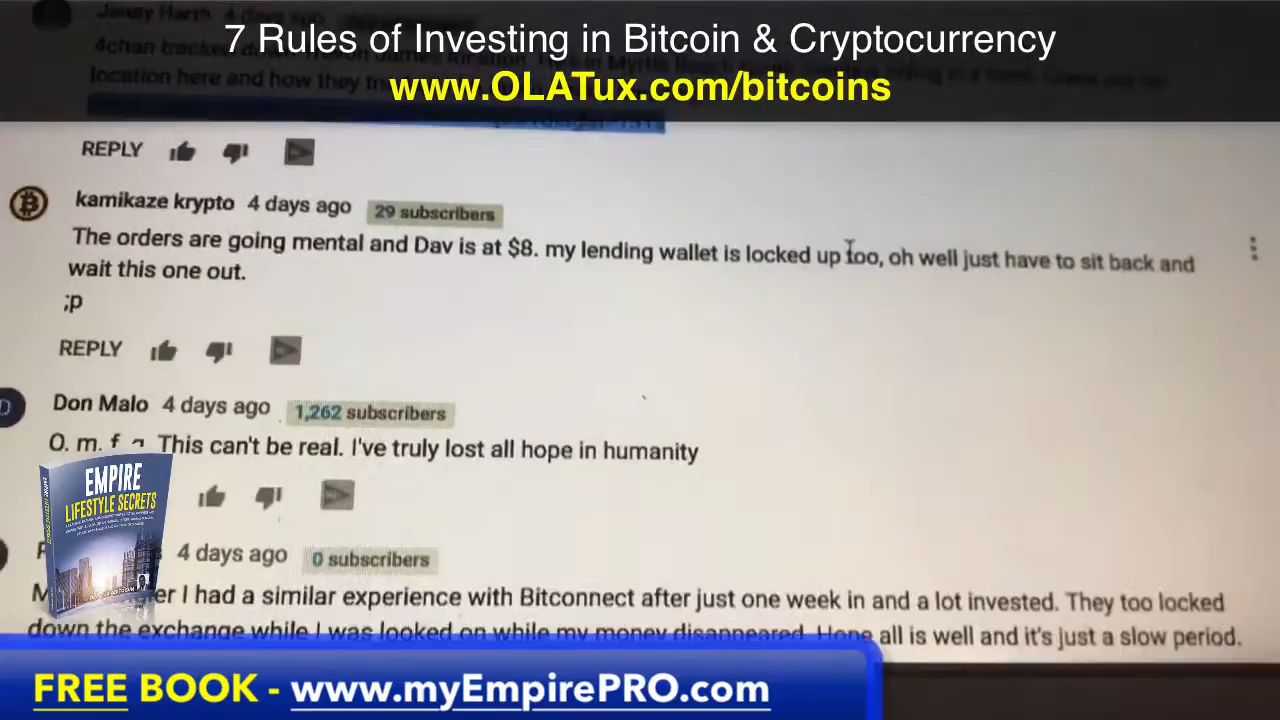 7 Rules of Investing in Bitcoin & Cryptocurrency
www.OLATux.com/bitcoins
location here and how they
REPLY
kamikaze krypto 4 days ago 29 subscribers
The orders are going mental and Dav is at $8. my lending wallet is locked up too, oh well just have to sit back and
wait this one out.
;p
REPLY
Don Malo 4 days ago 1,262 subscribers
O. m. f. This can't be real. I've truly lost all hope in humanity
EMPIRE
LIFESTYLE SECRETS
4 days ago 0 subscribers
er I had a similar experience with Bitconnect after just one week in and a lot invested. They too locked
down the exchange while I was looked on while my money disappeared. Hope all is well and it's just a slow period.
FREE BOOK - www.myEmpirePRO.com